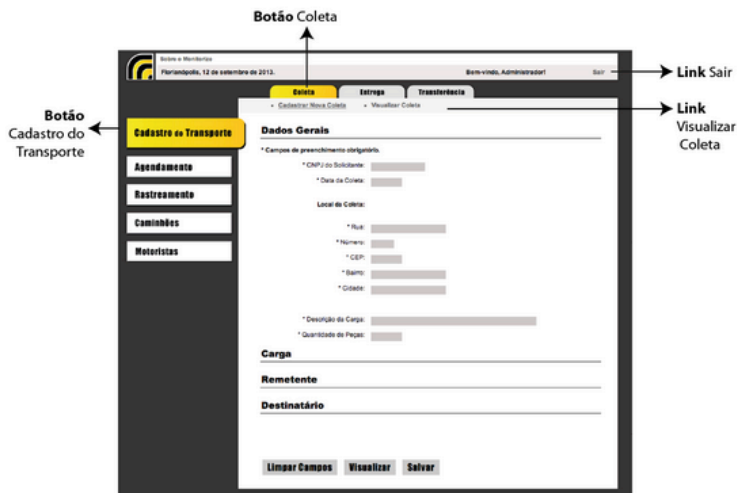 Botão Coleta
Sobre o Monitorize
Florianópolis, 12 de setembro de 2013.
Bem-vindo, Administrador!
Sair
Link Sair
Coleta
Entrega
Transferência
• Cadastrar Nova Coleta
• Visualizar Coleta
Link
Visualizar
Coleta
Botão
Cadastro do
Transporte
Cadastro de Transporte
Agendamento
Rastreamento
Caminhões
Motoristas
Dados Gerais
* Campos de preenchimento obrigatório.
* CNPJ do Solicitante:
* Data da Coleta:
Local da Coleta:
* Rua:
* Número:
* CEP:
* Bairro:
* Cidade:
* Descrição da Carga:
* Quantidade de Peças:
Carga
Remetente
Destinatário
Limpar Campos
Visualizar
Salvar